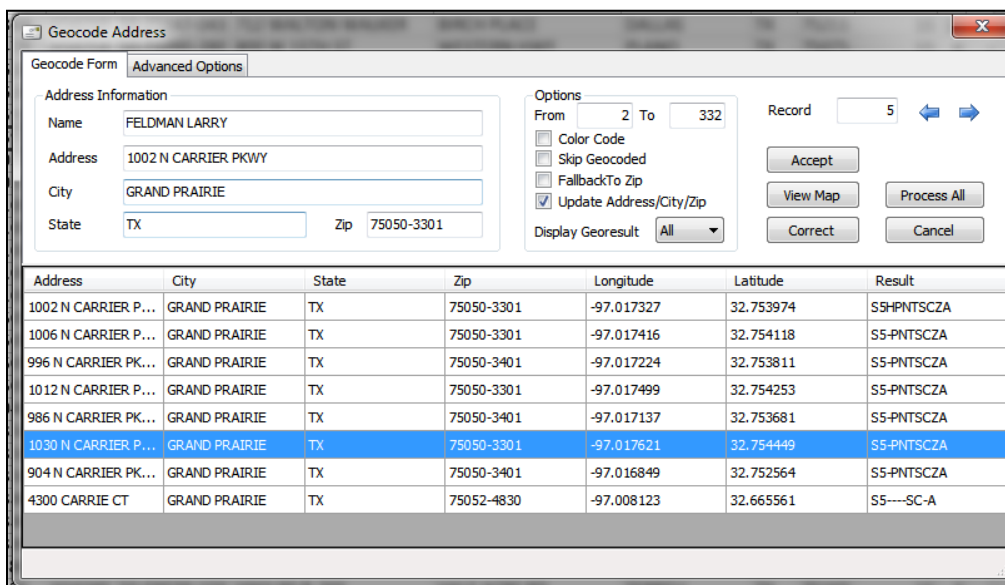 Geocode Address
Geocode Form Advanced Options
Address Information
Name FELDMAN LARRY
Address 1002 N CARRIER PKWY
City GRAND PRAIRIE
State TX Zip 75050-3301
Options
From 2 To 332
Color Code
Skip Geocoded
FallbackTo Zip
Update Address/City/Zip
Display Georesult All
Record 5
Accept
View Map Process All
Correct Cancel
Address City State Zip Longitude Latitude Result
1002 N CARRIER P... GRAND PRAIRIE TX 75050-3301 -97.017327 32.753974 S5HPNTSCZA
1006 N CARRIER P... GRAND PRAIRIE TX 75050-3301 -97.017416 32.754118 S5-PNTSCZA
996 N CARRIER PK... GRAND PRAIRIE TX 75050-3401 -97.017224 32.753811 S5-PNTSCZA
1012 N CARRIER P... GRAND PRAIRIE TX 75050-3301 -97.017499 32.754253 S5-PNTSCZA
986 N CARRIER PK... GRAND PRAIRIE TX 75050-3401 -97.017137 32.753681 S5-PNTSCZA
1030 N CARRIER P... GRAND PRAIRIE TX 75050-3301 -97.017621 32.754449 S5-PNTSCZA
904 N CARRIER PK... GRAND PRAIRIE TX 75050-3401 -97.016849 32.752564 S5-PNTSCZA
4300 CARRIE CT GRAND PRAIRIE TX 75052-4830 -97.008123 32.665561 S5----SC-A